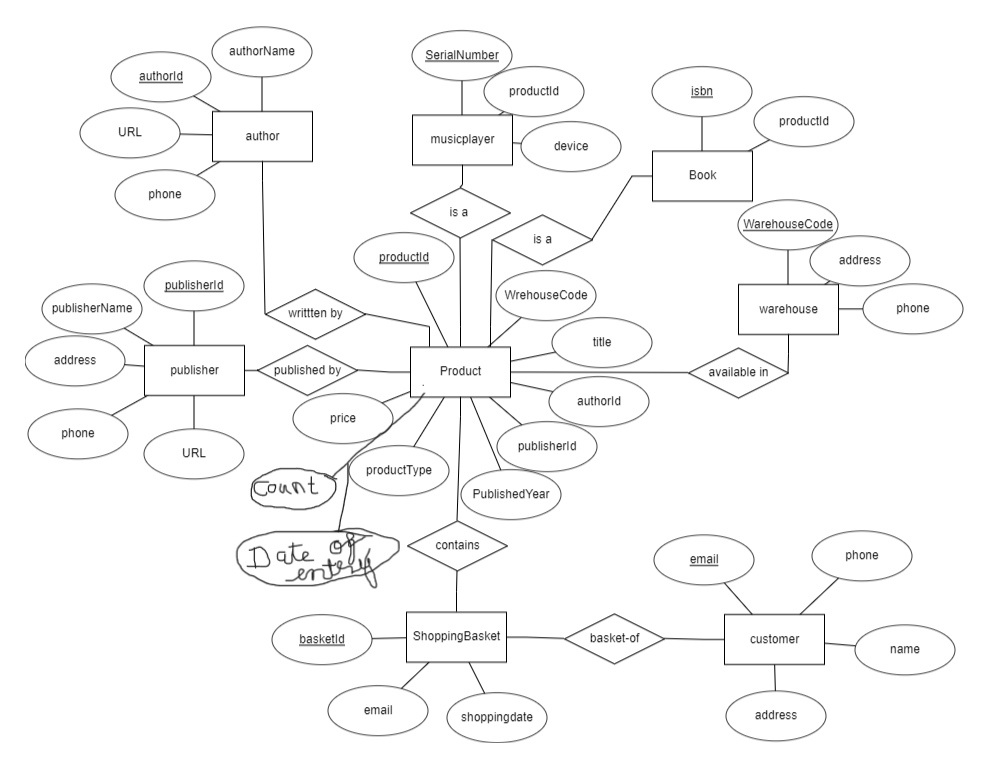 authorName
SerialNumber
authorId
productId
isbn
URL
author
musicplayer
device
productId
phone
Book
is a
is a
WarehouseCode
productId
address
publisherId
WrehouseCode
publisherName
writtten by
warehouse
phone
title
address
publisher
published by
Product
available in
authorId
price
phone
publisherId
URL
productType
PublishedYear
Count
Date of
entery
contains
email
phone
basketId
ShoppingBasket
basket-of
customer
name
email
shoppingdate
address